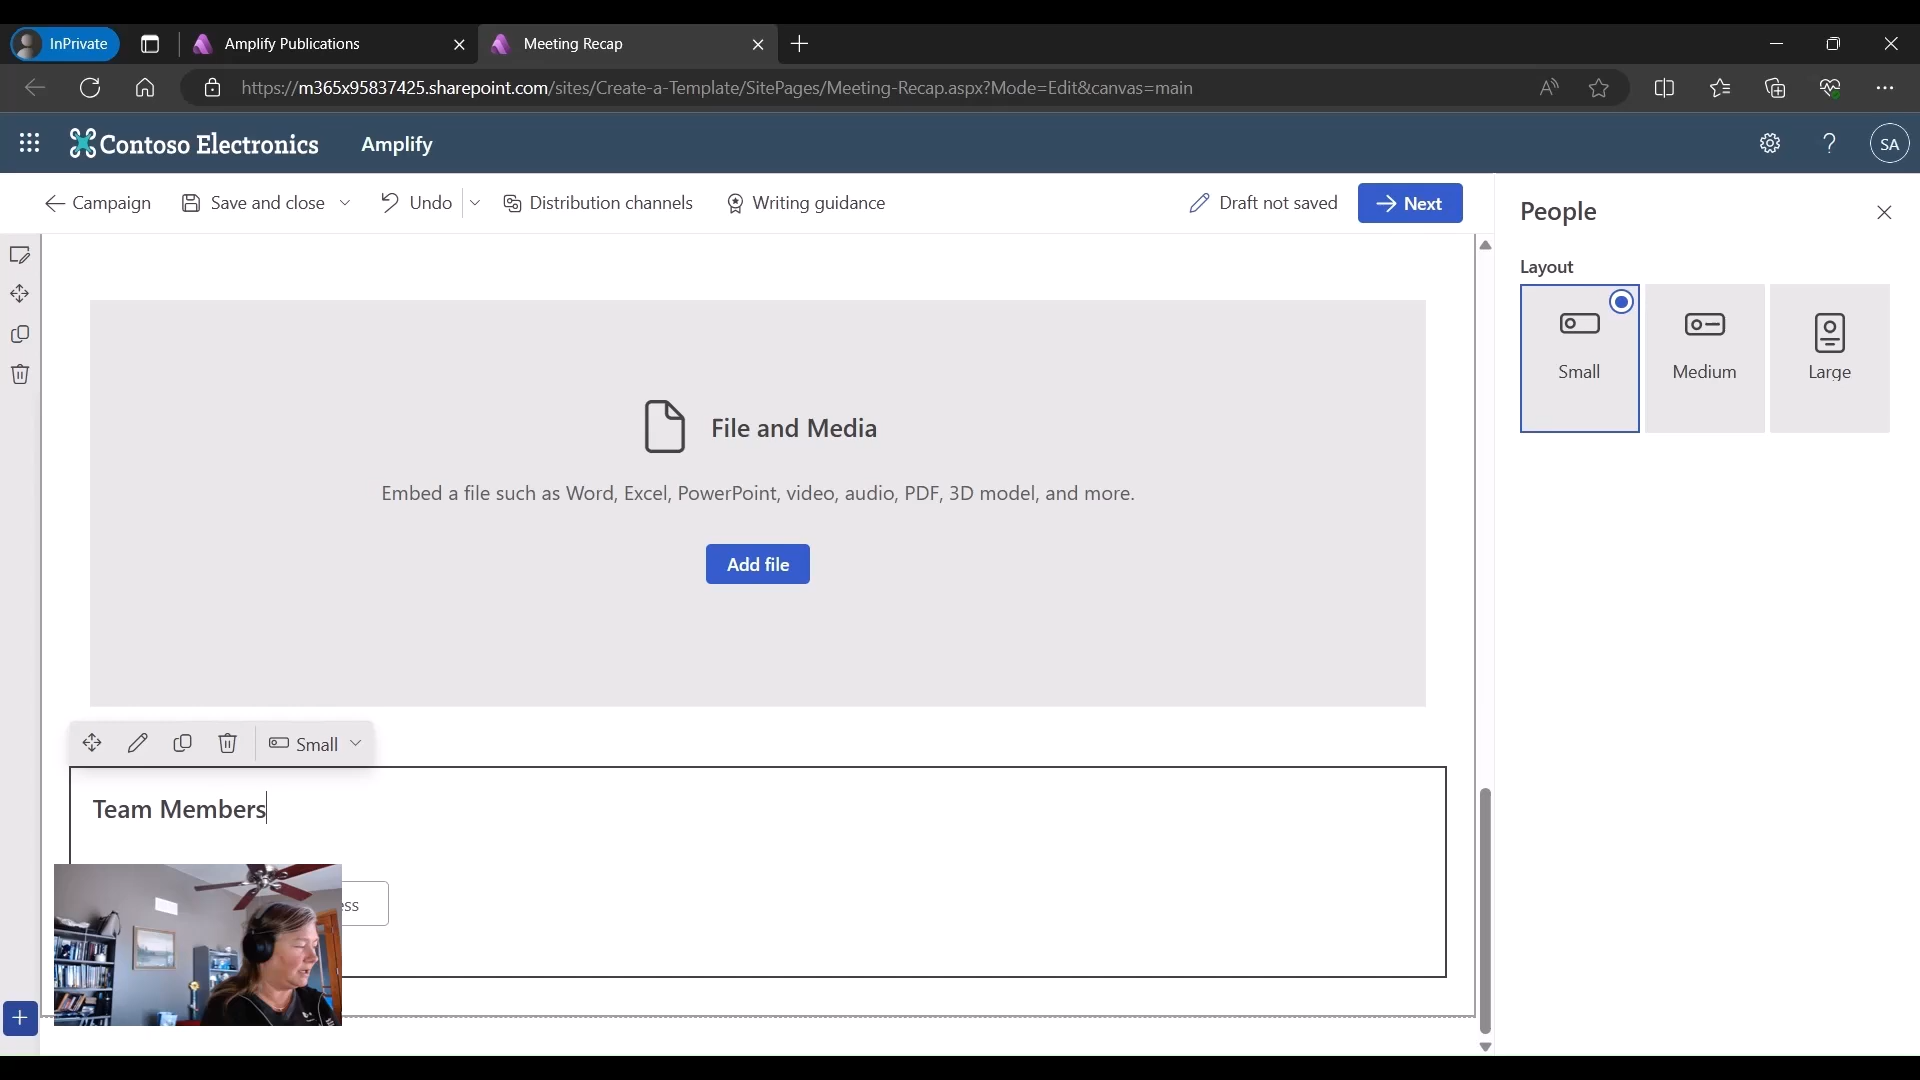 InPrivate
Amplify Publications
Meeting Recap
https://m365x95837425.sharepoint.com/sites/Create-a-Template/SitePages/Meeting-Recap.aspx?Mode=Edit&canvas=main
Contoso Electronics
Amplify
SA
Campaign
Save and close
Undo
Distribution channels
Writing guidance
Draft not saved
Next
People
Layout
Small
Medium
Large
File and Media
Embed a file such as Word, Excel, PowerPoint, video, audio, PDF, 3D model, and more.
Add file
Small
Team Members
ess